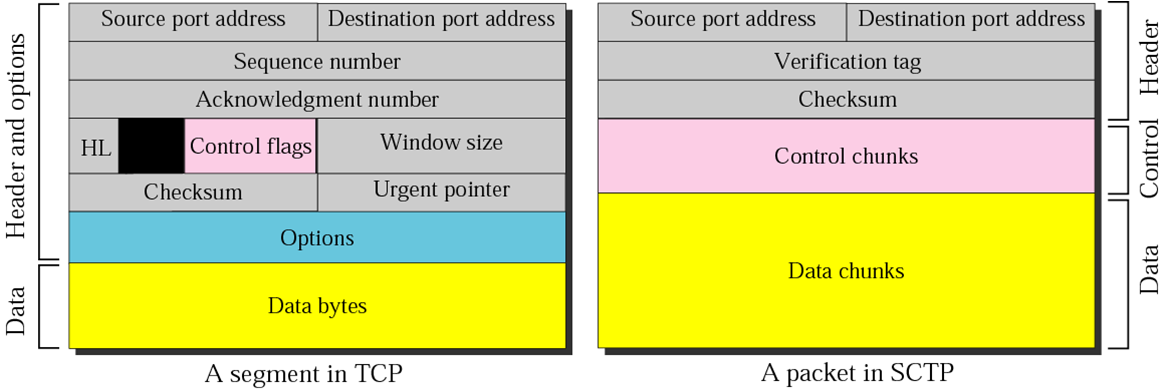 Header and options
Data
Source port address
Destination port address
Sequence number
Acknowledgment number
HL
Control flags
Window size
Checksum
Urgent pointer
Options
Data bytes
A segment in TCP
Source port address
Destination port address
Verification tag
Checksum
Control chunks
Data chunks
Header
Control
Data
A packet in SCTP